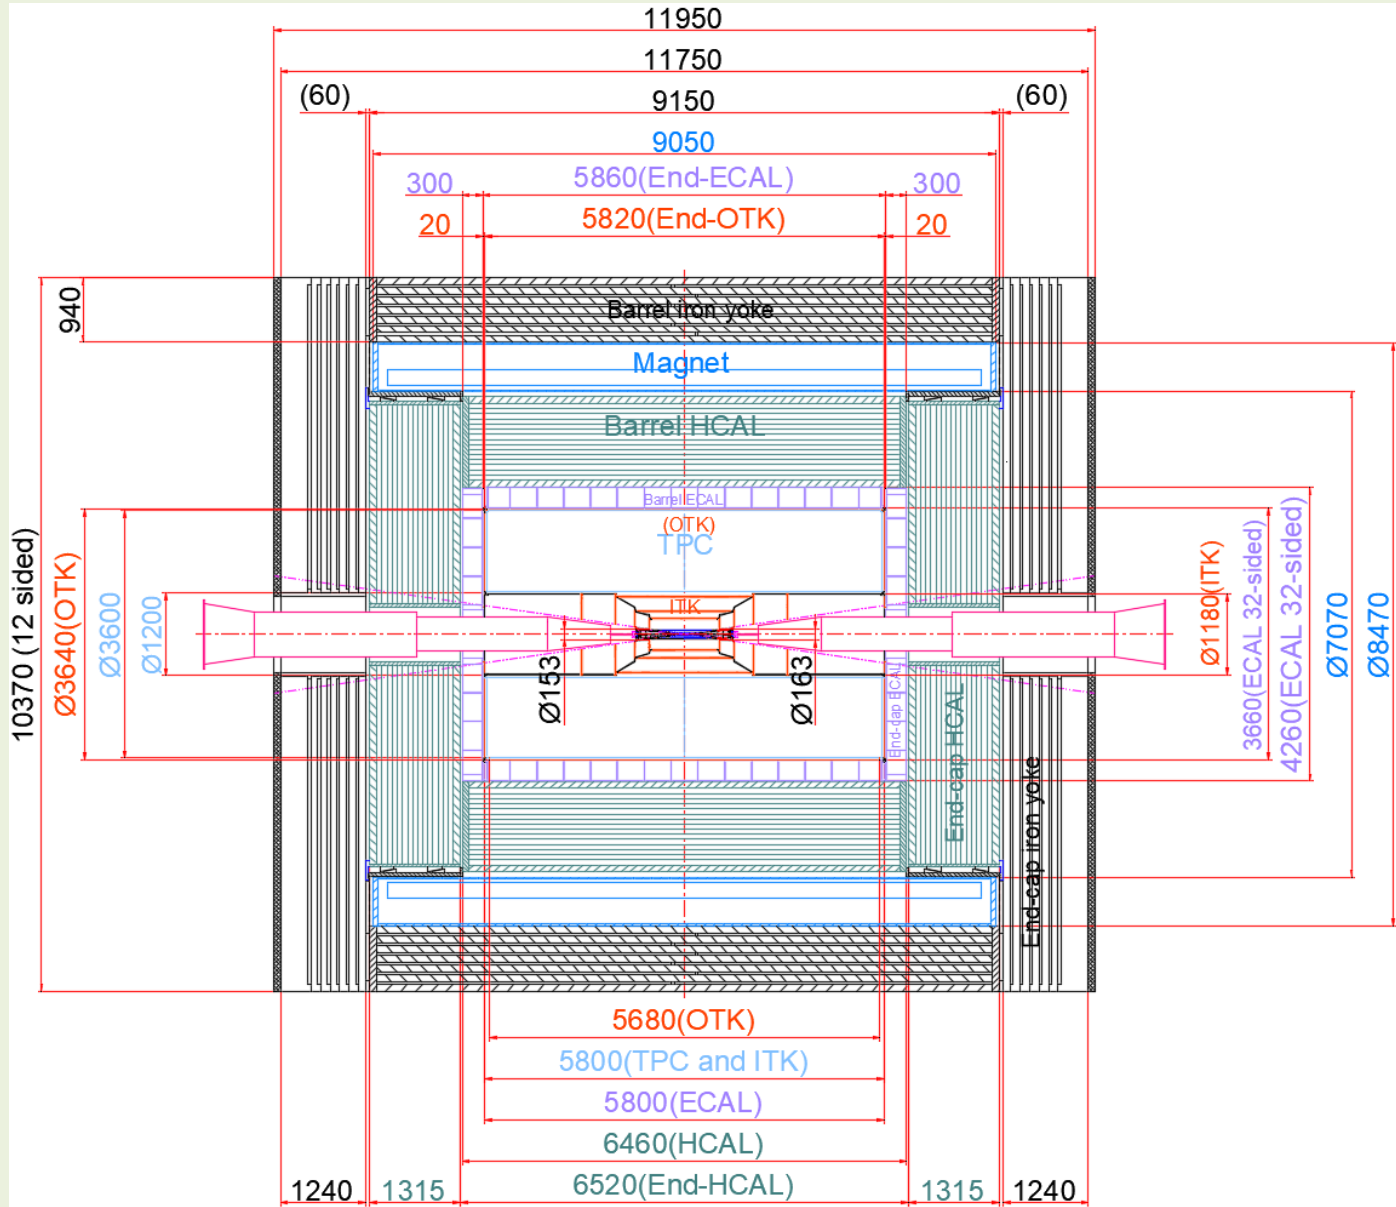 11950
11750
(60)
9150
(60)
9050
300
5860(End-ECAL)
300
20
5820(End-OTK)
20
940
Barrel iron yoke
Magnet
Barrel HCAL
Barrel ECAL
(OTK)
TPC
ITK
10370 (12 sided)
Ø3640(OTK)
Ø3600
Ø1200
Ø153
Ø163
End-cap ECAL
End-cap HCAL
End-cap iron yoke
Ø1180(ITK)
3660(ECAL 32-sided)
4260(ECAL 32-sided)
Ø7070
Ø8470
5680(OTK)
5800(TPC and ITK)
5800(ECAL)
6460(HCAL)
1240
1315
6520(End-HCAL)
1315
1240